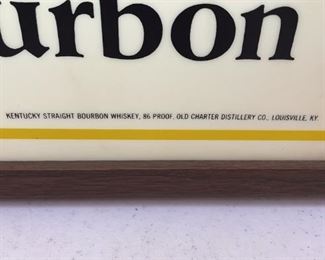 urbon
KENTUCKY STRAIGHT BOURBON WHISKEY, 86 PROOF. OLD CHARTER DISTILLERY CO., LOUISVILLE, KY.